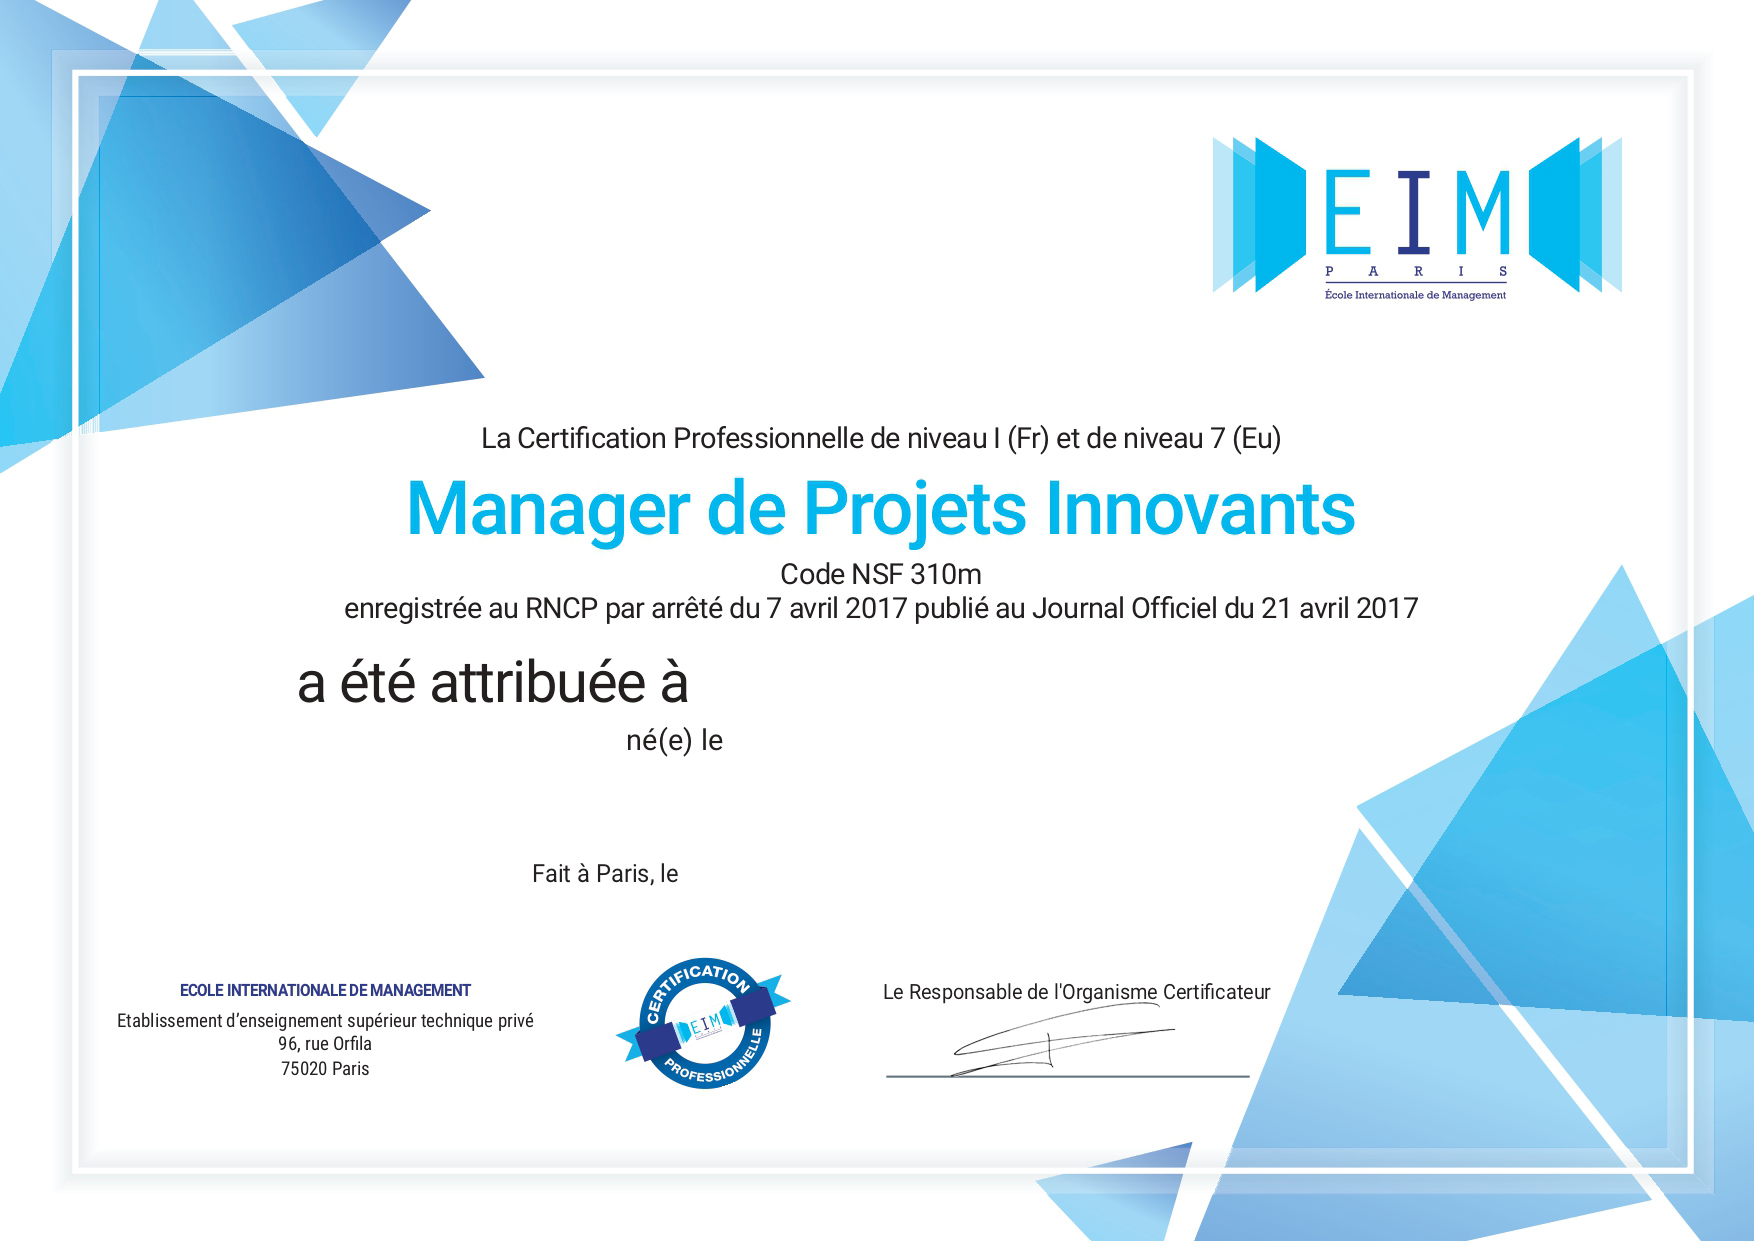 EIM
PARIS
École Internationale de Management
La Certification Professionnelle de niveau I (Fr) et de niveau 7 (Eu)
Manager de Projets Innovants
Code NSF 310m
enregistrée au RNCP par arrêté du 7 avril 2017 publié au Journal Officiel du 21 avril 2017
a été attribuée à
né(e) le
Fait à Paris, le
ECOLE INTERNATIONALE DE MANAGEMENT
Etablissement d’enseignement supérieur technique privé
96, rue Orfila
75020 Paris
CERTIFICATION
EIM
PROFESSIONNELLE
Le Responsable de l'Organisme Certificateur